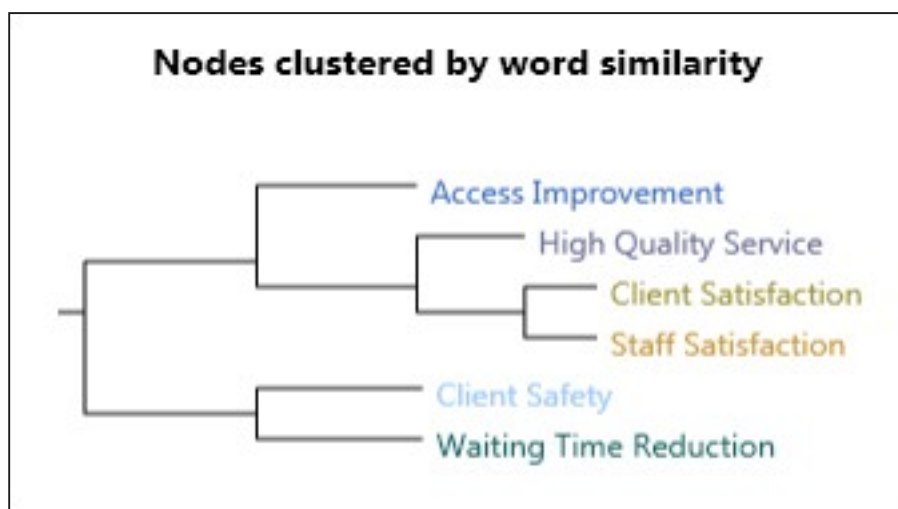 Nodes clustered by word similarity
Access Improvement
High Quality Service
Client Satisfaction
Staff Satisfaction
Client Safety
Waiting Time Reduction